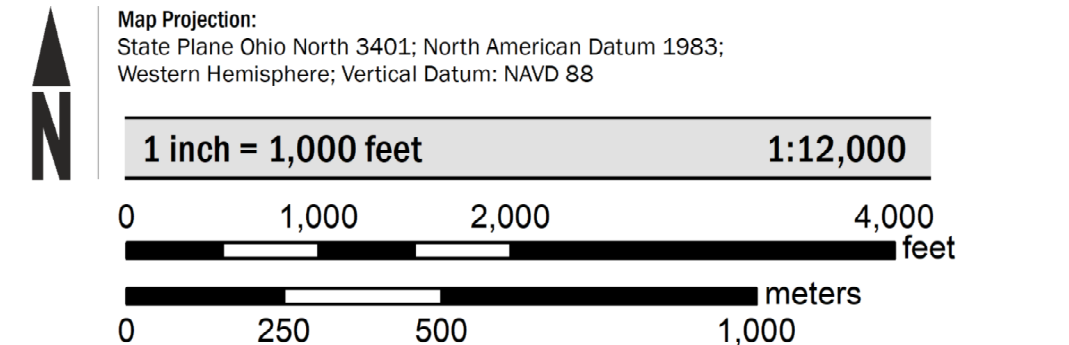 N
Map Projection:
State Plane Ohio North 3401; North American Datum 1983;
Western Hemisphere; Vertical Datum: NAVD 88
1 inch = 1,000 feet 1:12,000
0 1,000 2,000 4,000
feet
meters
0 250 500 1,000